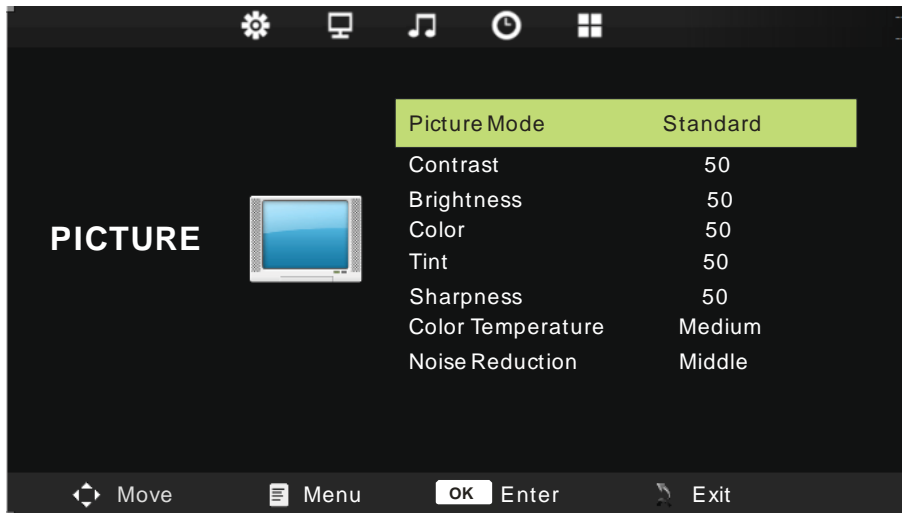 Picture Mode Standard
Contrast 50
Brightness 50
Color 50
PICTURE
Tint 50
Sharpness 50
Color Temperature Medium
Noise Reduction Middle
Move Menu OK Enter Exit